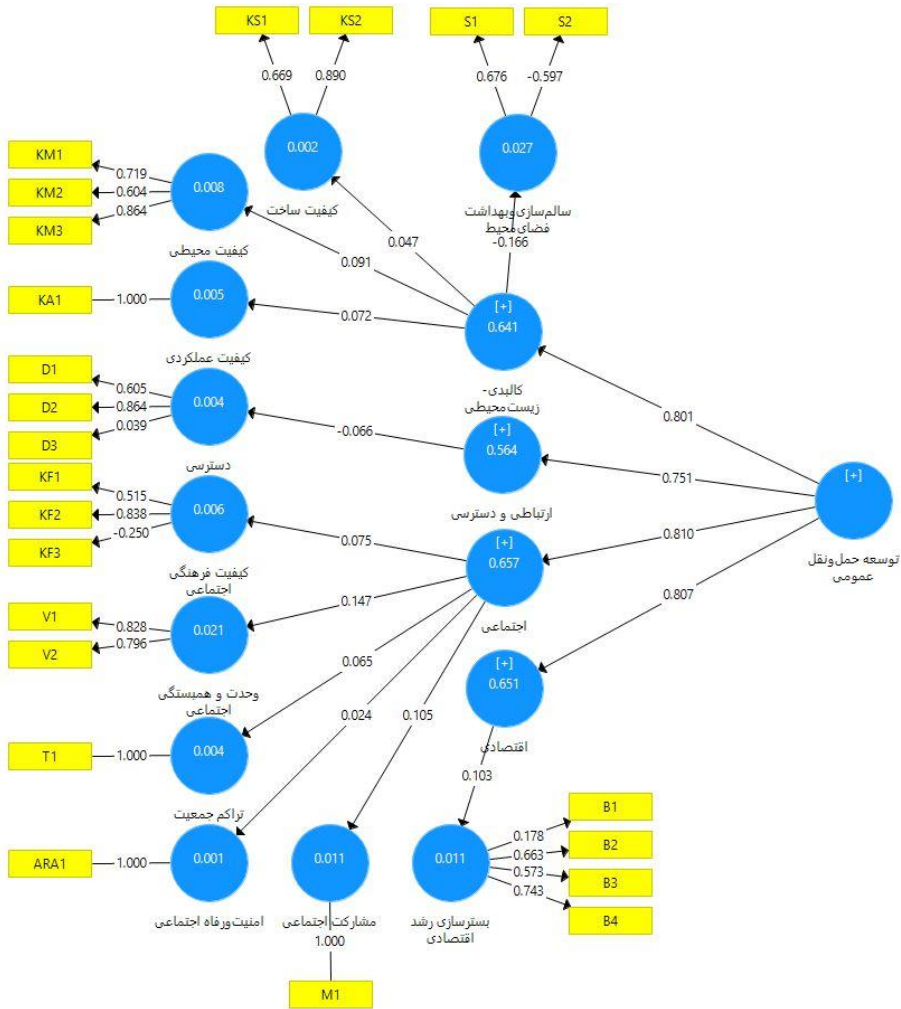 KS1
KS2
S1
S2
0.669
0.890
0.676
-0.597
0.002
0.027
کیفیت ساخت
سالم‌سازی‌وبهداشت
فضای‌محیط
-0.166
KM1
KM2
KM3
0.719
0.604
0.864
0.008
کیفیت محیطی
0.047
0.091
KA1
1.000
0.005
0.072
کیفیت عملکردی
[+]
0.641
کالبدی-
زیست‌محیطی
0.801
D1
D2
D3
0.605
0.864
0.039
0.004
دسترسی
-0.066
[+]
0.564
ارتباطی و دسترسی
0.751
[+]
توسعه حمل‌ونقل
عمومی
KF1
KF2
KF3
0.515
0.838
-0.250
0.006
کیفیت فرهنگی
اجتماعی
0.075
[+]
0.657
اجتماعی
0.810
0.807
V1
V2
0.828
0.796
0.021
وحدت و همبستگی
اجتماعی
0.147
0.065
0.024
0.105
[+]
0.651
اقتصادی
0.103
T1
1.000
0.004
تراکم جمعیت
ARA1
1.000
0.001
امنیت‌ورفاه اجتماعی
0.011
مشارکت اجتماعی
1.000
M1
0.011
بسترسازی رشد
اقتصادی
0.178
0.663
0.573
0.743
B1
B2
B3
B4